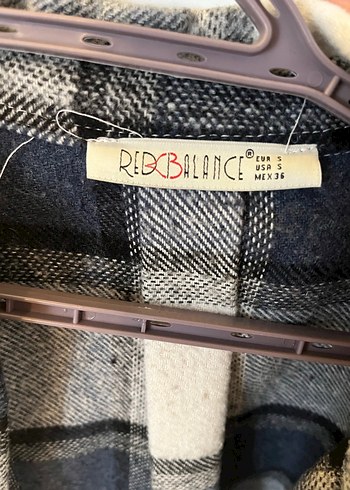 REDBALANCE®
EUR S
USA S
MEX 36